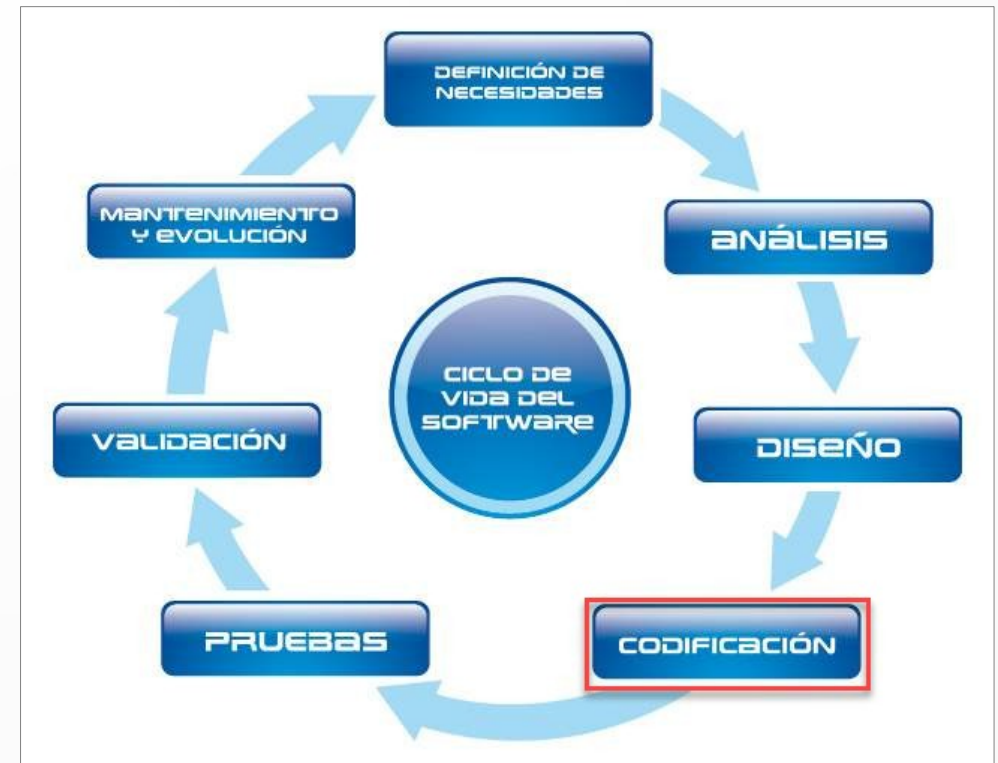 DEFINICIÓN DE
NECESIDADES
ANÁLISIS
DISEÑO
CODIFICACIÓN
PRUEBAS
VALIDACIÓN
MANTENIMIENTO
Y EVOLUCIÓN
CICLO DE
VIDA DEL
SOFTWARE